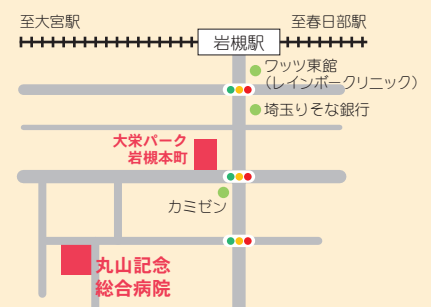 至大宮駅
至春日部駅
岩槻駅
ワッツ東館
（レインボークリニック）
埼玉りそな銀行
大栄パーク
岩槻本町
カミゼン
丸山記念
総合病院